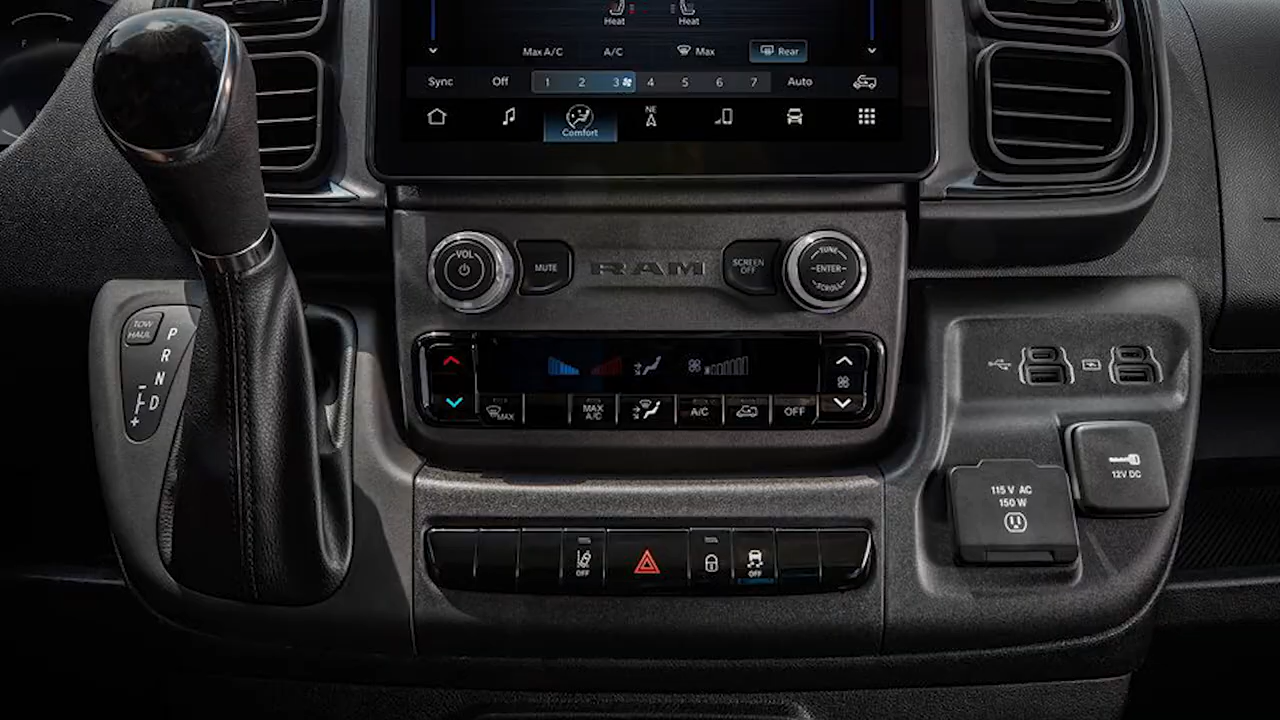 Heat Heat
Max A/C A/C Max Rear
Sync Off 1 2 3 4 5 6 7 Auto
NE
Comfort
VOL
MUTE
RAM
SCREEN
OFF
TUNE
ENTER
SCROLL
TOW
HAUL
P
R
N
D
-
+
MAX
MAX
A/C
A/C
OFF
OFF
OFF
115 V AC
150 W
12V DC